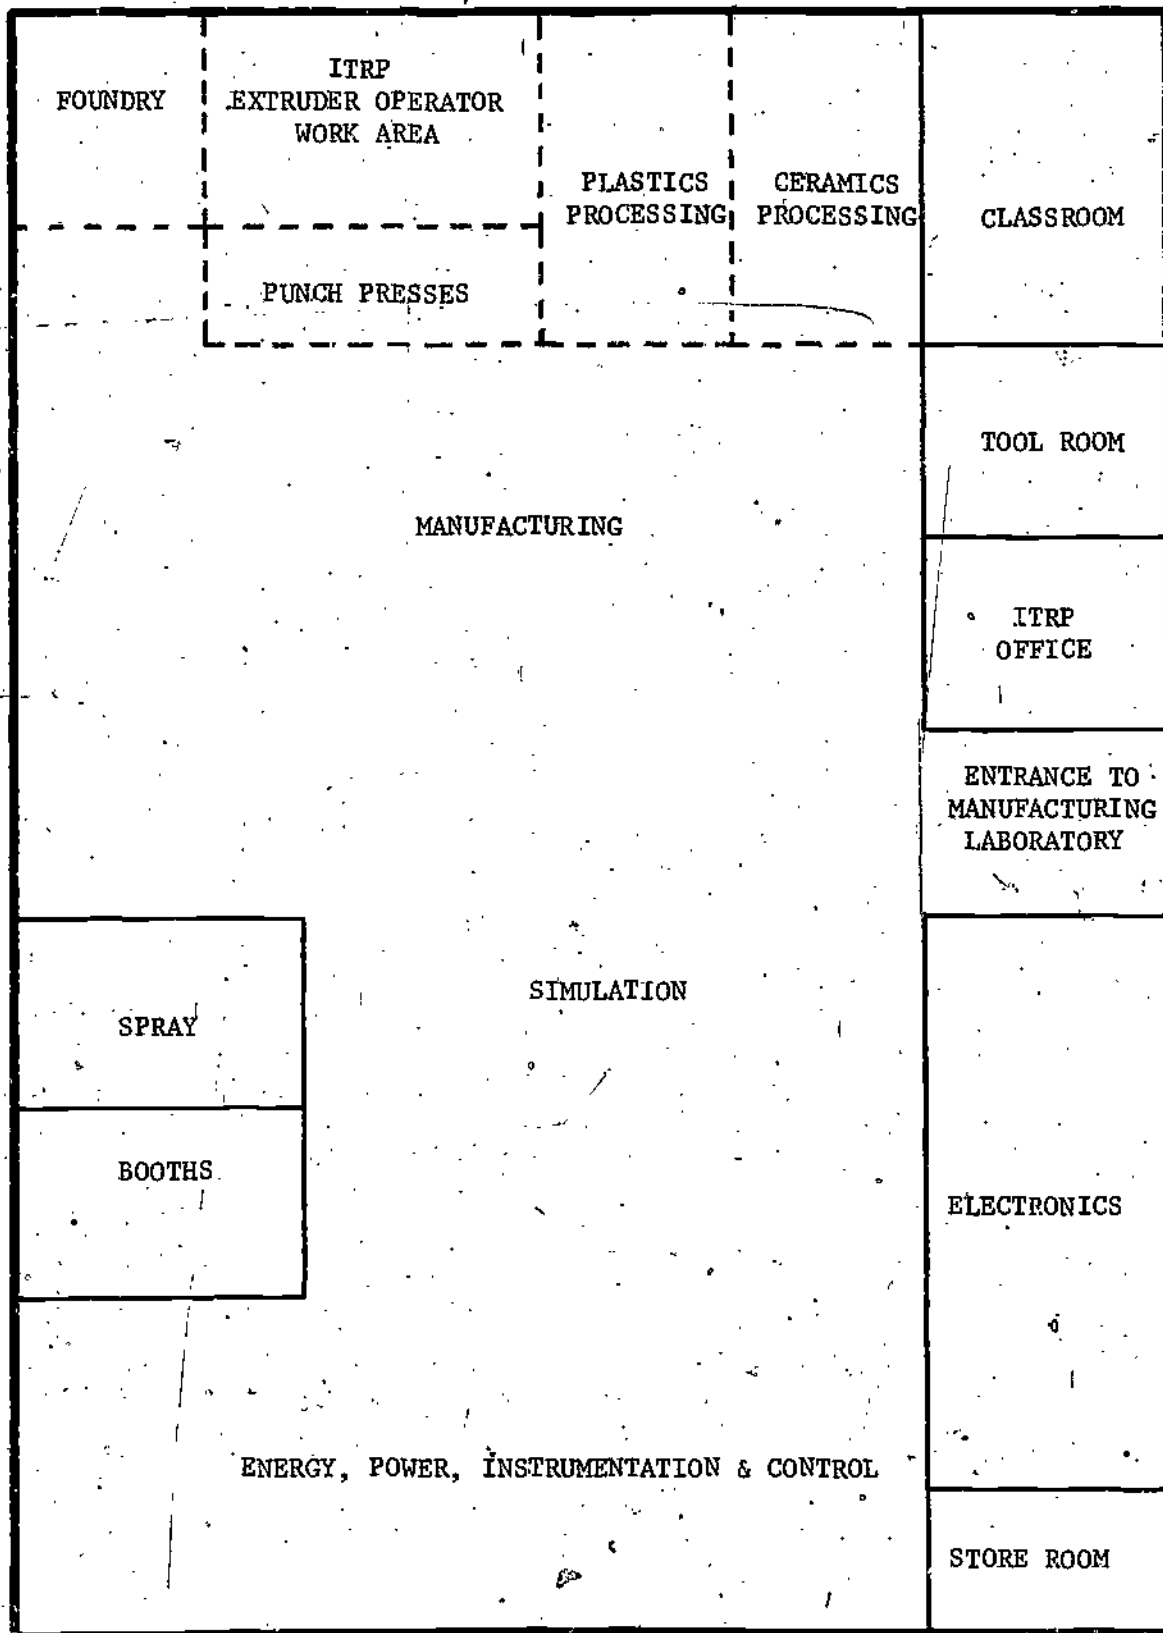 FOUNDRY
ITRP
EXTRUDER OPERATOR
WORK AREA
PLASTICS
PROCESSING
CERAMICS
PROCESSING
CLASSROOM
PUNCH PRESSES
TOOL ROOM
MANUFACTURING
ITRP
OFFICE
ENTRANCE TO
MANUFACTURING
LABORATORY
SIMULATION
SPRAY
BOOTHS
ELECTRONICS
ENERGY, POWER, INSTRUMENTATION & CONTROL
STORE ROOM